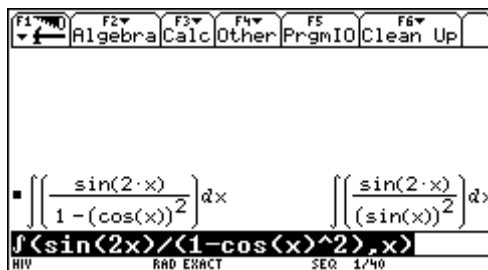 F1 F2 F3 F4 F5 F6
Algebra Calc Other PrgmIO Clean Up
∫(sin(2·x)/(1-(cos(x))^2))dx ∫(sin(2·x)/(sin(x))^2)dx
∫(sin(2x)/(1-cos(x)^2),x)
RAD EXACT SEQ 1/40